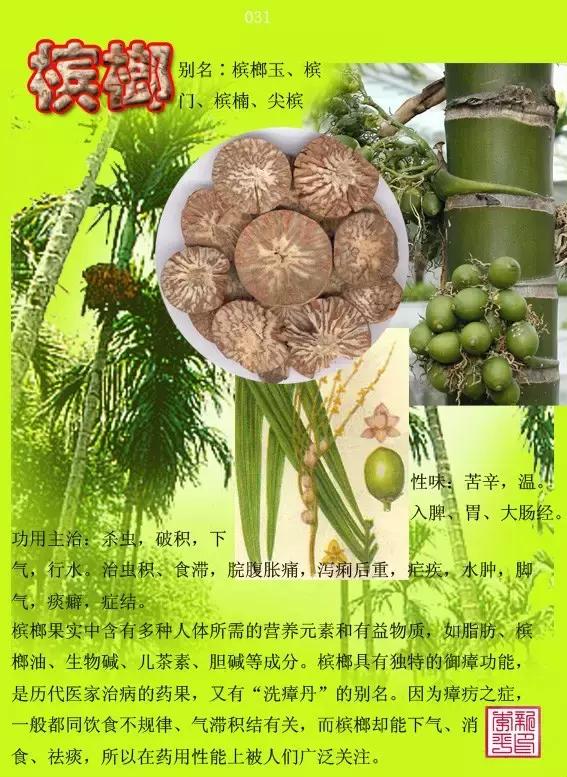 031
槟榔
别名：槟榔玉、槟
门、槟楠、尖槟
性味：苦辛，温。
入脾、胃、大肠经。
功用主治：杀虫，破积，下
气，行水。治虫积、食滞，脘腹胀痛，泻痢后重，疟疾，水肿，脚
气，痰癖，症结。
槟榔果实中含有多种人体所需的营养元素和有益物质，如脂肪、槟
榔油、生物碱、儿茶素、胆碱等成分。槟榔具有独特的御瘴功能，
是历代医家治病的药果，又有“洗瘴丹”的别名。因为瘴疠之症，
一般都同饮食不规律、气滞积结有关，而槟榔却能下气、消
食、祛痰，所以在药用性能上被人们广泛关注。